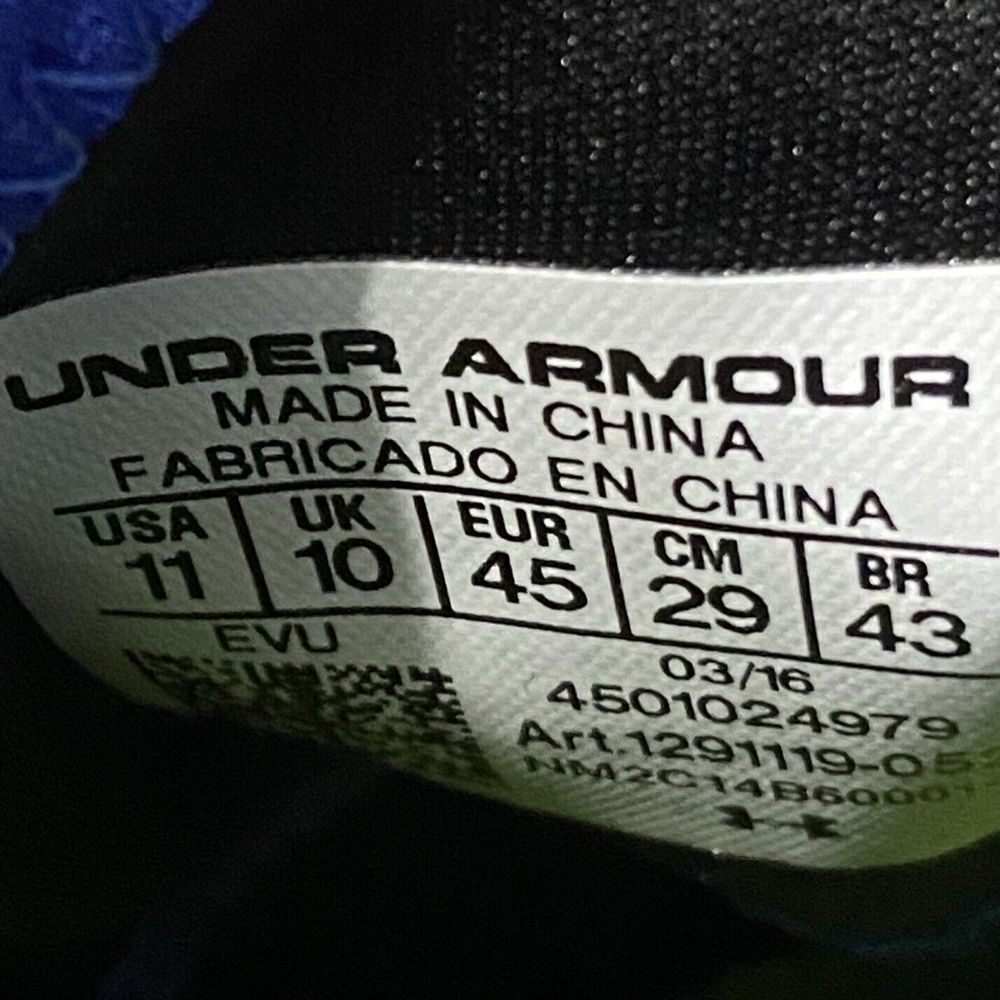 UNDER ARMOUR
MADE IN CHINA
FABRICADO EN CHINA
USA UK EUR CM BR
11 10 45 29 43
EVU 03/16
4501024979
Art.1291119-05
NM2C14B60001